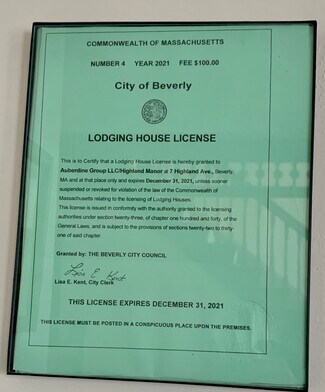 COMMONWEALTH OF MASSACHUSETTS
NUMBER 4 YEAR 2021 FEE $100.00
City of Beverly
LODGING HOUSE LICENSE
This is to Certify that a Lodging House License is hereby granted to
Auberdine Group LLC/Highland Manor at 7 Highland Ave., Beverly,
MA and at that place only and expires December 31, 2021, unless sooner
suspended or revoked for violation of the law of the Commonwealth of
Massachusetts relating to the licensing of Lodging Houses.
This license is issued in conformity with the authority granted to the licensing
authorities under section twenty-three, of chapter one hundred and forty, of the
General Laws, and is subject to the provisions of sections twenty-two to thirty-
one of said chapter.
Granted by: THE BEVERLY CITY COUNCIL
Lisa E. Kent
Lisa E. Kent, City Clerk
THIS LICENSE EXPIRES DECEMBER 31, 2021
THIS LICENSE MUST BE POSTED IN A CONSPICUOUS PLACE UPON THE PREMISES.